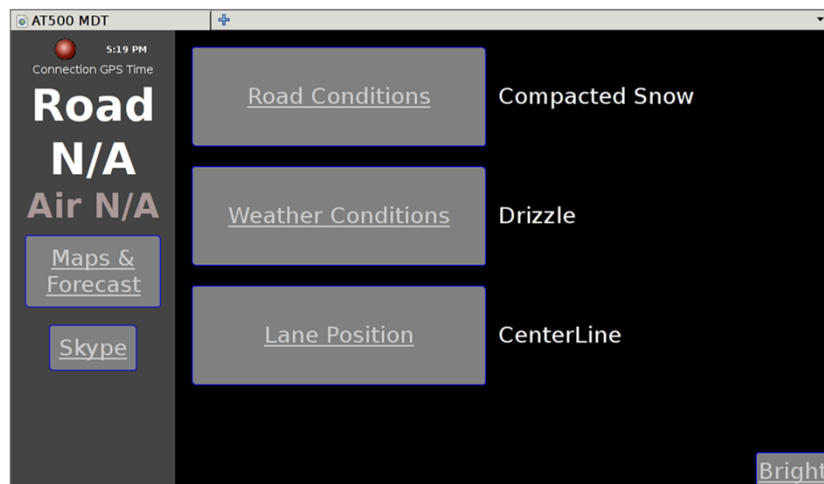 AT500 MDT
5:19 PM
Connection GPS Time
Road
N/A
Air N/A
Maps &
Forecast
Skype
Road Conditions
Compacted Snow
Weather Conditions
Drizzle
Lane Position
CenterLine
Bright